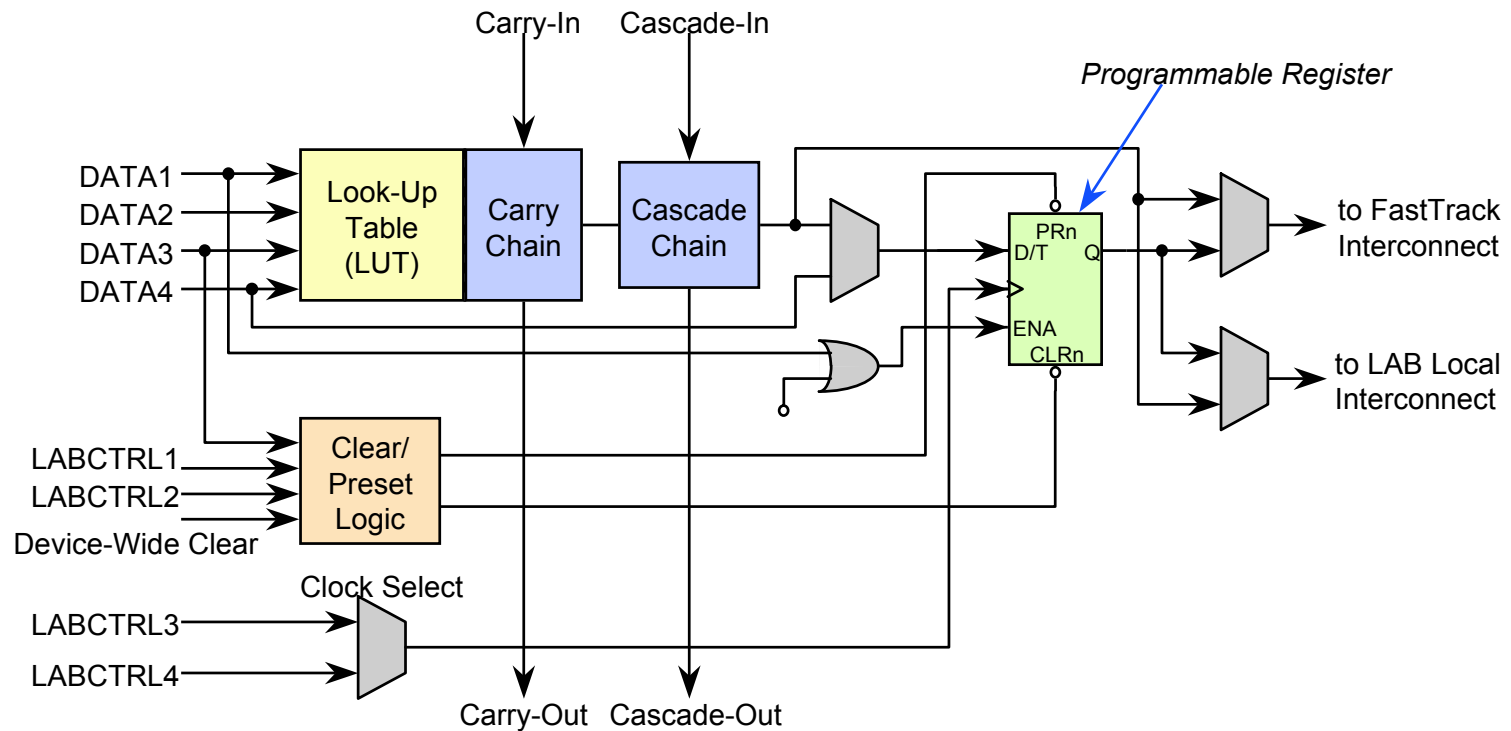 Carry-In
Cascade-In
Programmable Register
DATA1
DATA2
DATA3
DATA4
Look-Up
Table
(LUT)
Carry
Chain
Cascade
Chain
PRn
D/T
Q
ENA
CLRn
to FastTrack
Interconnect
to LAB Local
Interconnect
LABCTRL1
LABCTRL2
Device-Wide Clear
Clear/
Preset
Logic
Clock Select
LABCTRL3
LABCTRL4
Carry-Out
Cascade-Out